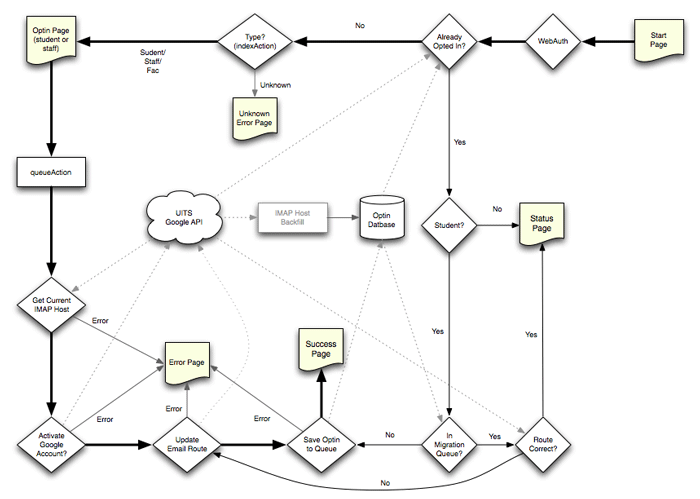 Optin Page
(student or
staff)
Type?
(indexAction)
No
Already
Opted In?
WebAuth
Start
Page
Sudent/
Staff/
Fac
Unknown
Unknown
Error Page
Yes
queueAction
UITS
Google API
IMAP Host
Backfill
Optin
Datbase
Student?
No
Status
Page
Get Current
IMAP Host
Error
Yes
Yes
Success
Page
Error Page
Error
Error
Error
Activate
Google
Account?
Update
Email Route
Save Optin
to Queue
No
In
Migration
Queue?
Yes
Route
Correct?
No